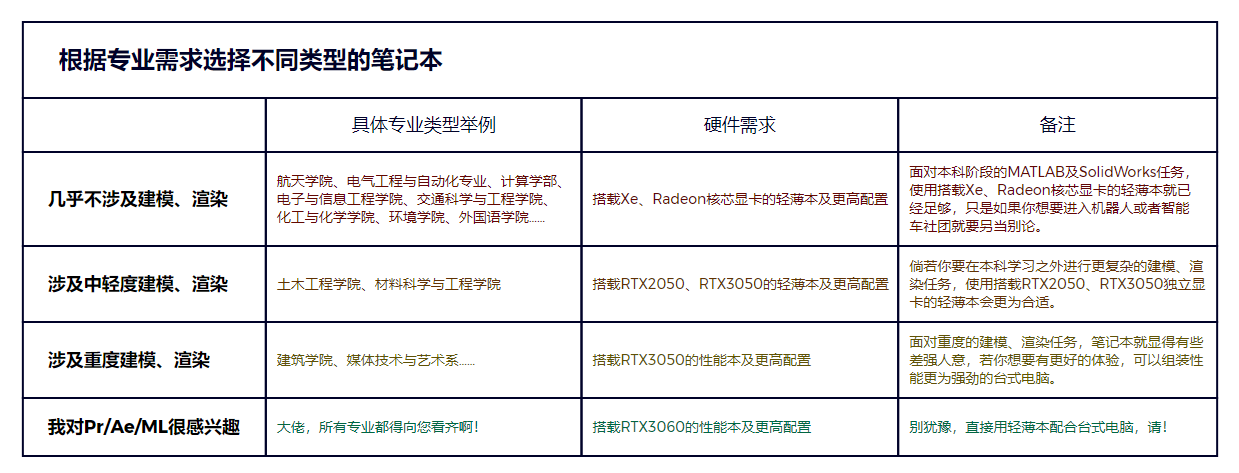 根据专业需求选择不同类型的笔记本
具体专业类型举例
硬件需求
备注
几乎不涉及建模、渲染
航天学院、电气工程与自动化专业、计算学部、
电子与信息工程学院、交通科学与工程学院、
化工与化学学院、环境学院、外国语学院......
搭载Xe、Radeon核芯显卡的轻薄本及更高配置
面对本科阶段的MATLAB及SolidWorks任务，
使用搭载Xe、Radeon核芯显卡的轻薄本就已
经足够，只是如果你想要进入机器人或者智能
车社团就要另当别论。
涉及中轻度建模、渲染
土木工程学院、材料科学与工程学院
搭载RTX2050、RTX3050的轻薄本及更高配置
倘若你要在本科学习之外进行更复杂的建模、渲
染任务，使用搭载RTX2050、RTX3050独立显
卡的轻薄本会更为合适。
涉及重度建模、渲染
建筑学院、媒体技术与艺术系......
搭载RTX3050的性能本及更高配置
面对重度的建模、渲染任务，笔记本就显得有些
差强人意，若你想要有更好的体验，可以组装性
能更为强劲的台式电脑。
我对Pr/Ae/ML很感兴趣
大佬，所有专业都得向您看齐啊！
搭载RTX3060的性能本及更高配置
别犹豫，直接用轻薄本配合台式电脑，请！